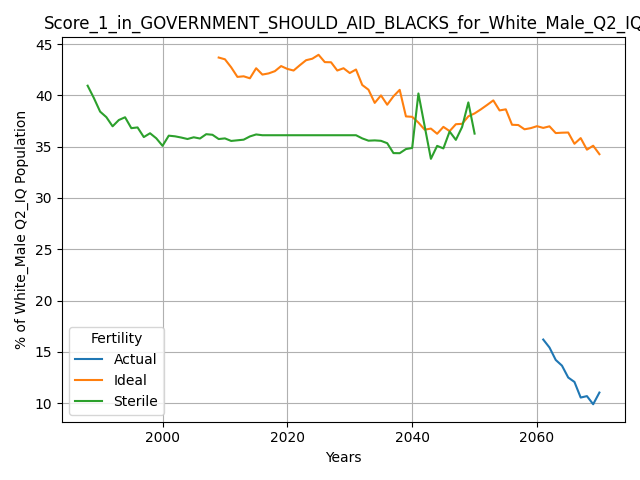 Score_1_in_GOVERNMENT_SHOULD_AID_BLACKS_for_White_Male_Q2_IQ
% of White_Male Q2_IQ Population
45
40
35
30
25
20
15
10
Fertility
Actual
Ideal
Sterile
2000
2020
2040
2060
Years